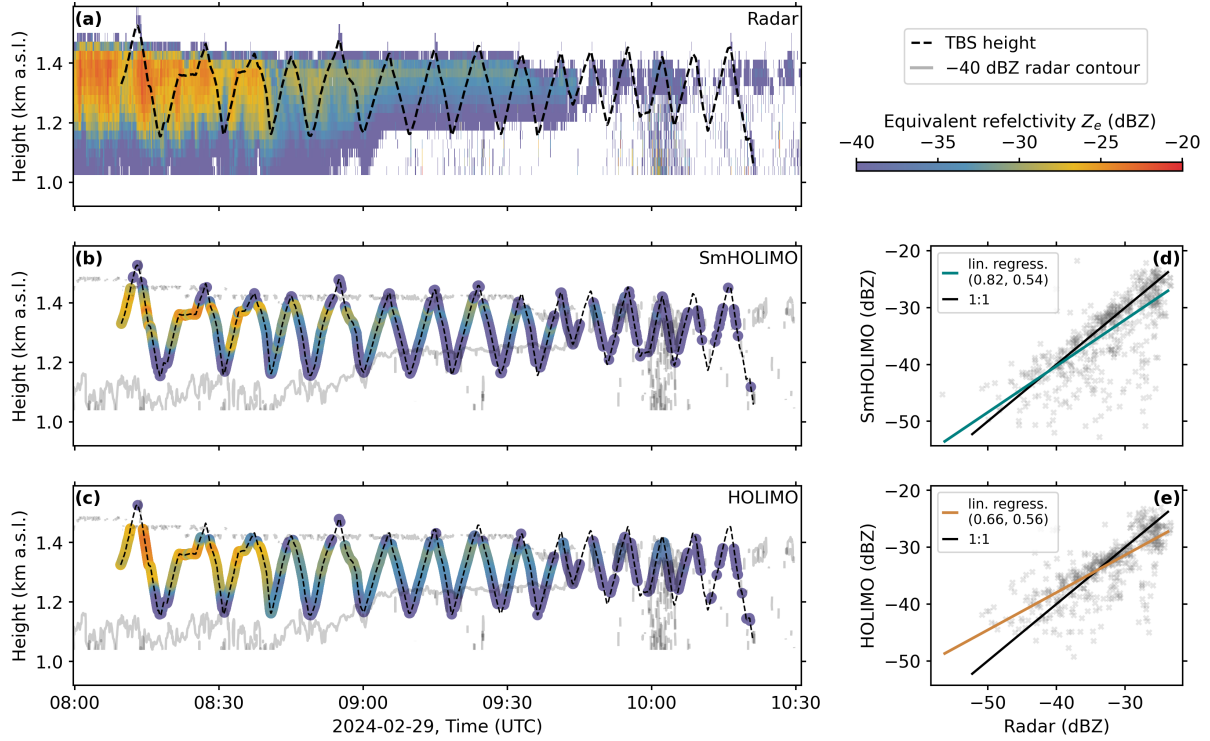 (a)
Radar
1.4
1.2
1.0
Height (km a.s.l.)
TBS height
−40 dBZ radar contour
Equivalent refelctivity Ze (dBZ)
−40 −35 −30 −25 −20
(b)
SmHOLIMO
1.4
1.2
1.0
Height (km a.s.l.)
(d)
lin. regress.
(0.82, 0.54)
1:1
−20
−30
−40
−50
SmHOLIMO (dBZ)
(c)
HOLIMO
1.4
1.2
1.0
Height (km a.s.l.)
08:00 08:30 09:00 09:30 10:00 10:30
2024-02-29, Time (UTC)
(e)
lin. regress.
(0.66, 0.56)
1:1
−20
−30
−40
−50
HOLIMO (dBZ)
−50 −40 −30
Radar (dBZ)